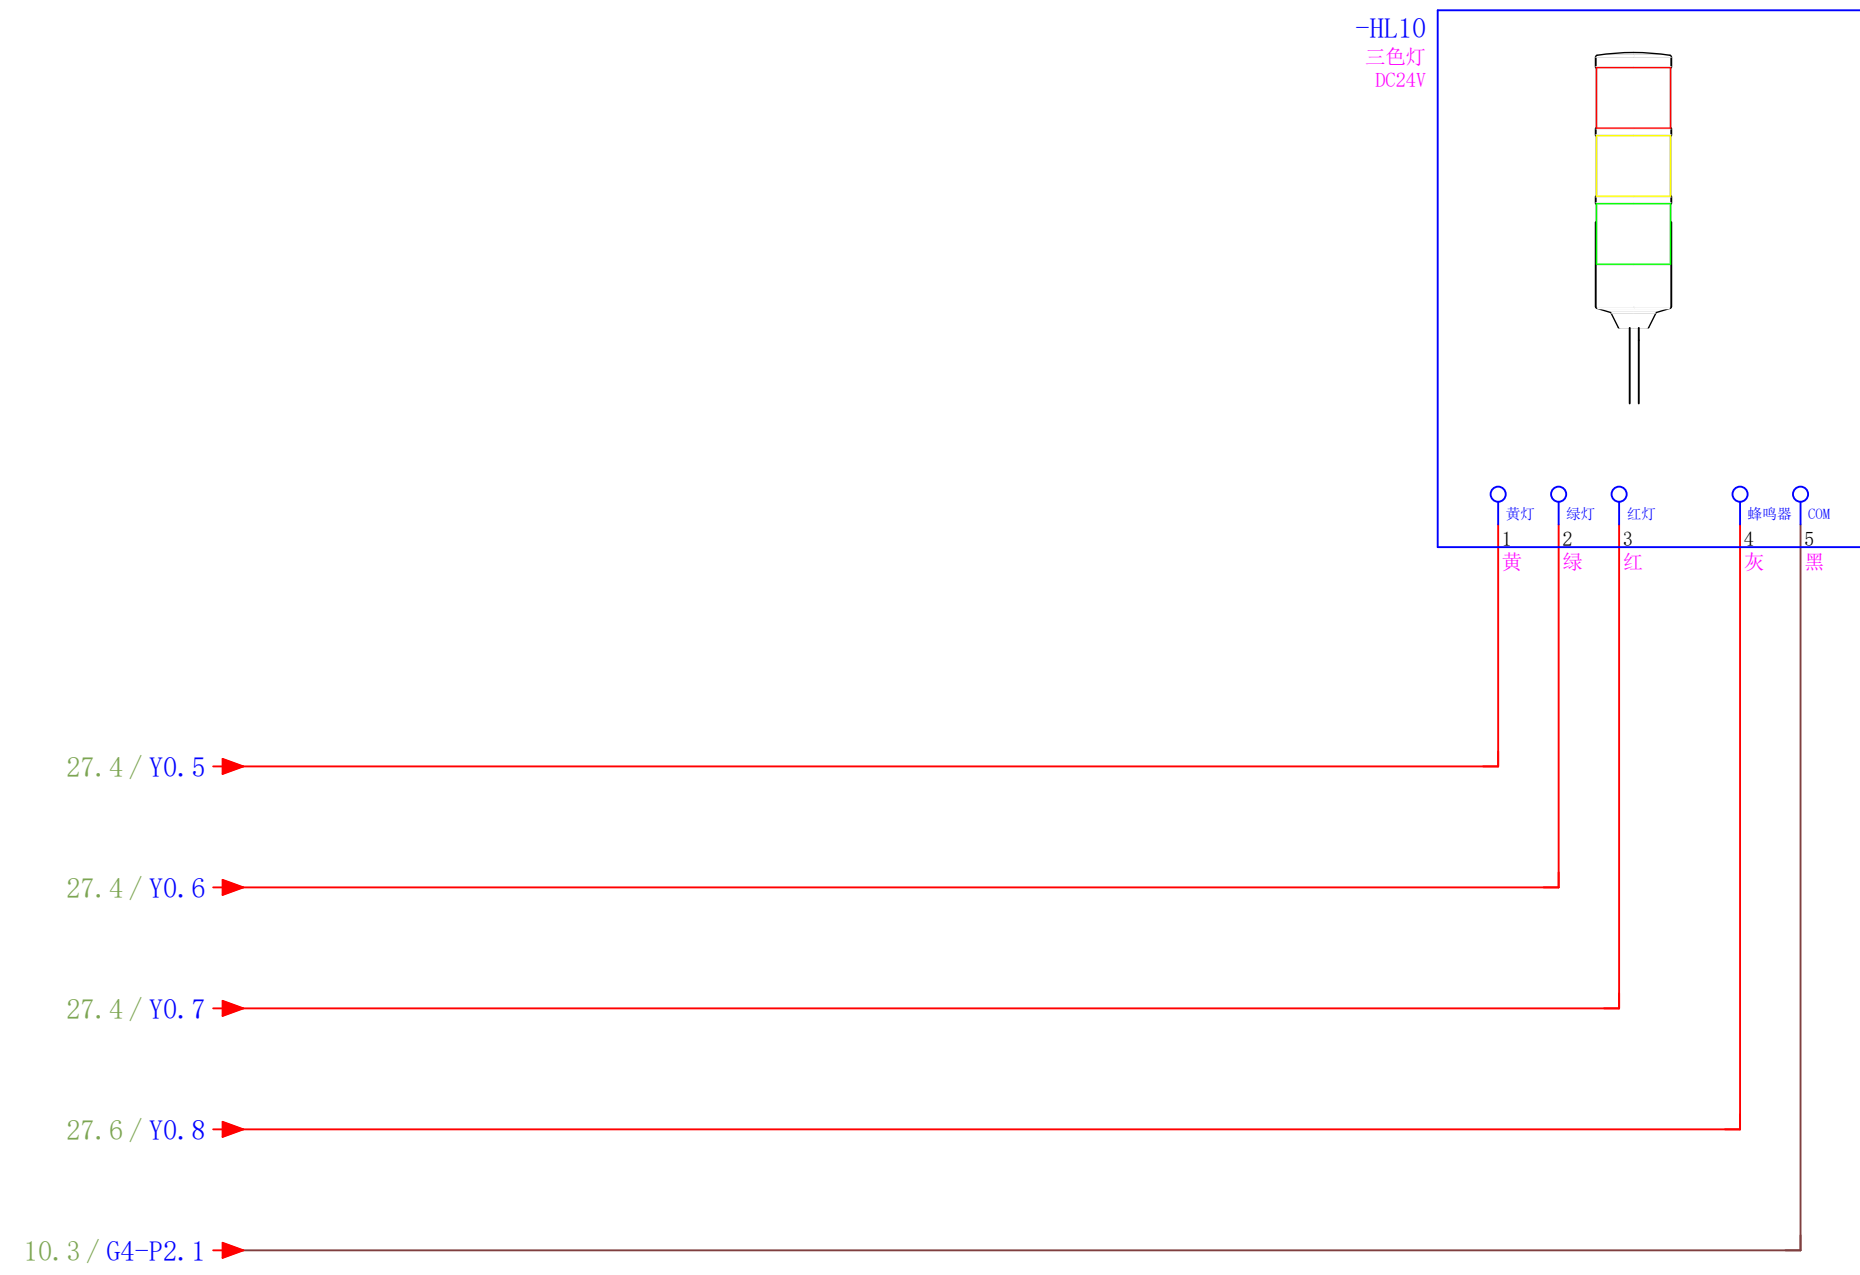 -HL10
三色灯
DC24V
黄灯 绿灯 红灯 蜂鸣器 COM
1 2 3 4 5
黄 绿 红 灰 黑
27.4/Y0.5
27.4/Y0.6
27.4/Y0.7
27.6/Y0.8
10.3/G4-P2.1